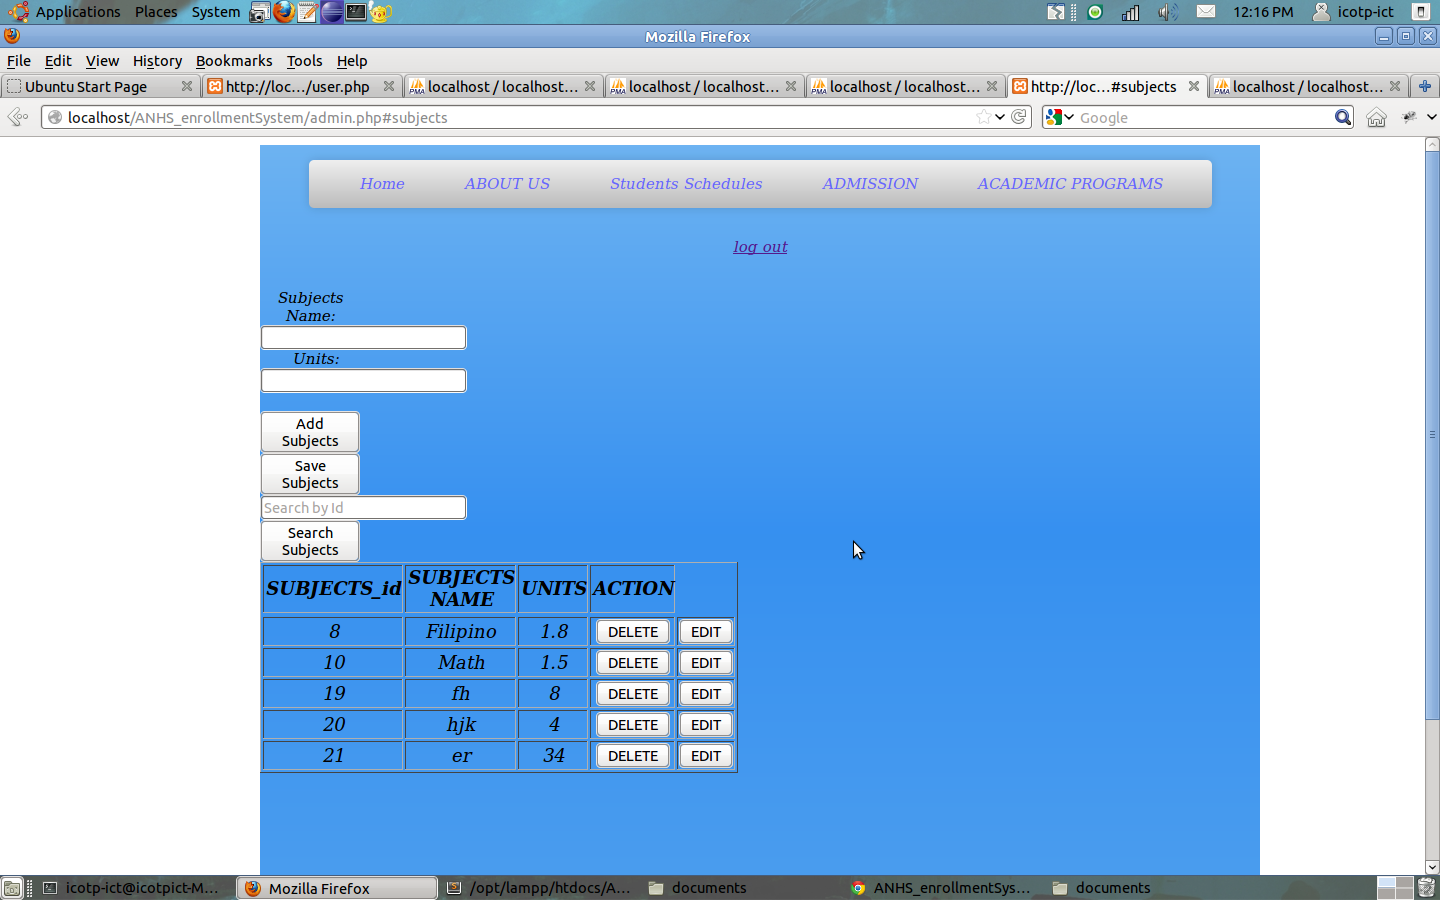 Applications Places System 12:16 PM icotp-ict
Mozilla Firefox
File Edit View History Bookmarks Tools Help
Ubuntu Start Page http://loc.../user.php localhost / localhost... localhost / localhost... localhost / localhost... http://loc...#subjects localhost / localhost...
localhost/ANHS_enrollmentSystem/admin.php#subjects Google
Home ABOUT US Students Schedules ADMISSION ACADEMIC PROGRAMS
log out
Subjects
Name:
Units:
Add
Subjects
Save
Subjects
Search by Id
Search
Subjects
SUBJECTS_id SUBJECTS NAME UNITS ACTION
8 Filipino 1.8 DELETE EDIT
10 Math 1.5 DELETE EDIT
19 fh 8 DELETE EDIT
20 hjk 4 DELETE EDIT
21 er 34 DELETE EDIT
icotp-ict@icotpict-M... Mozilla Firefox /opt/lampp/htdocs/A... documents ANHS_enrollmentSys... documents